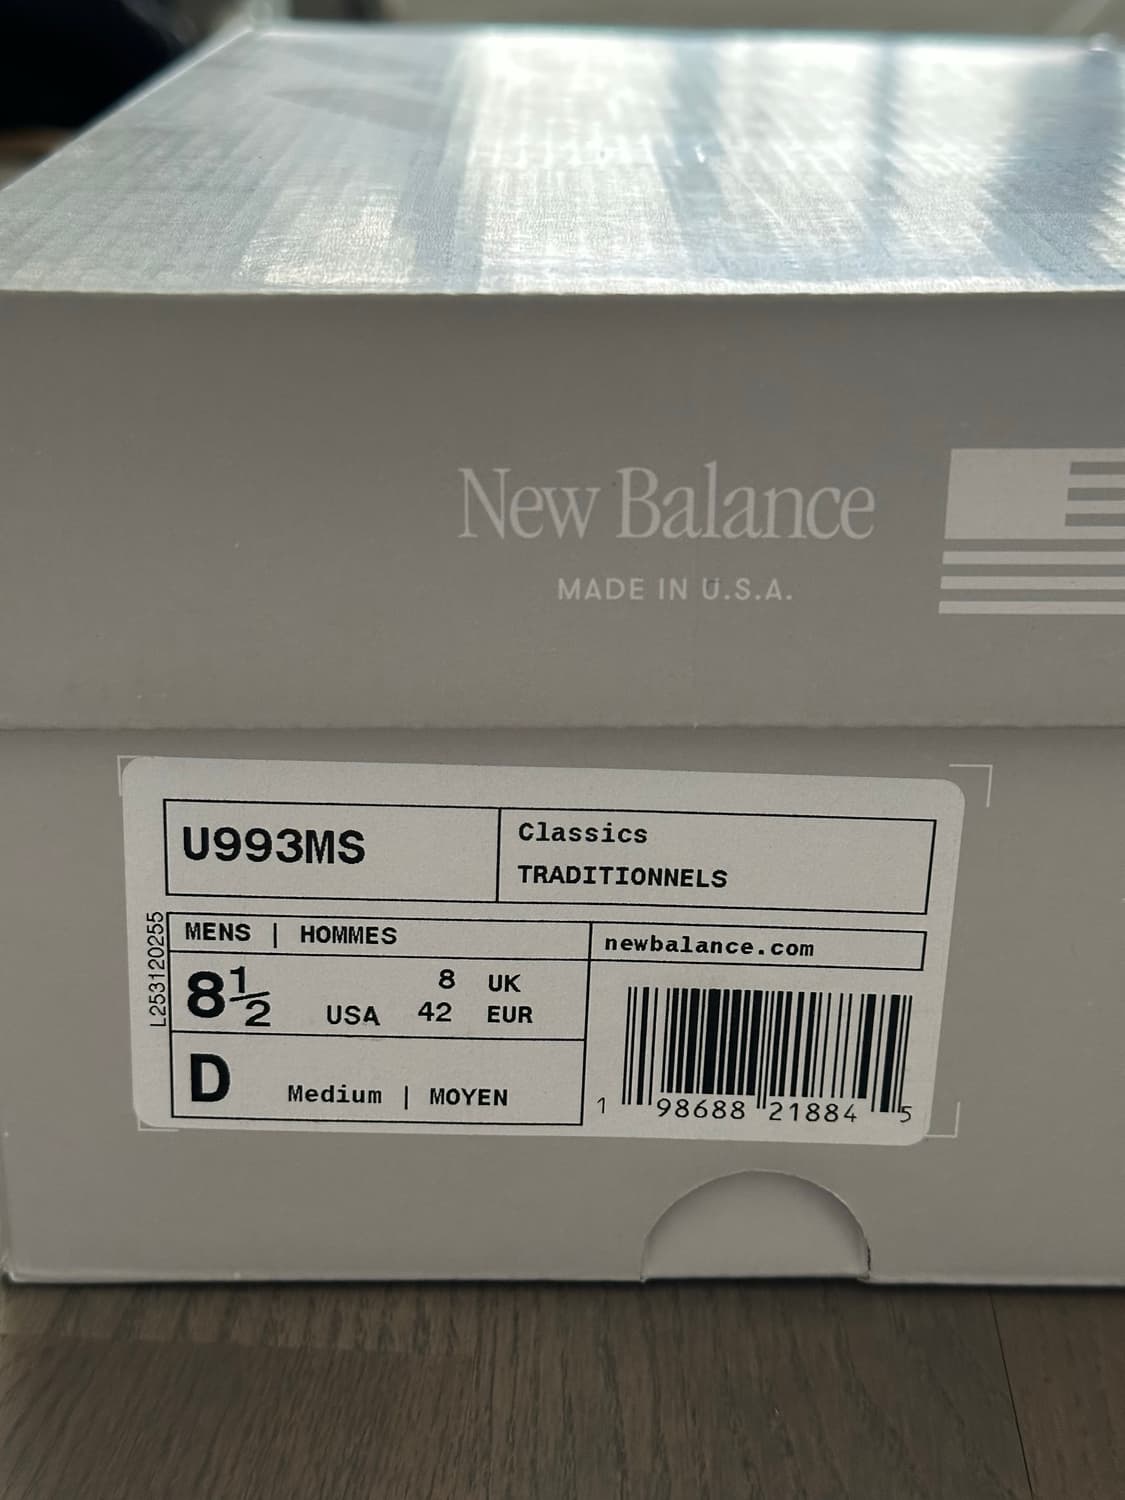 New Balance
MADE IN U.S.A.
U993MS
Classics
TRADITIONNELS
L253120255
MENS | HOMMES
newbalance.com
8½ USA 8 UK
42 EUR
D Medium | MOYEN
1 98688 21884 5